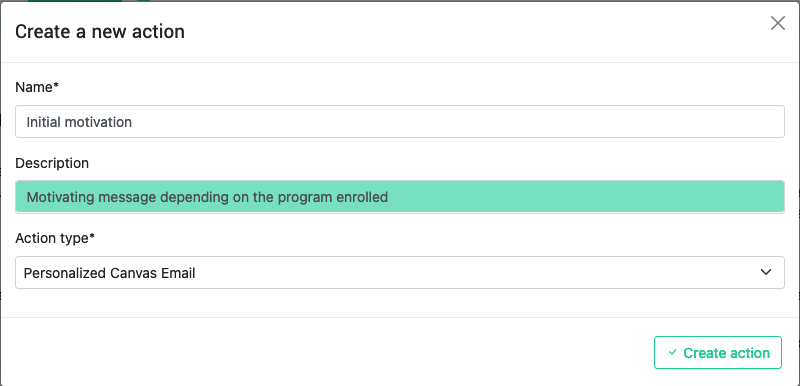 Create a new action
Name*
Initial motivation
Description
Motivating message depending on the program enrolled
Action type*
Personalized Canvas Email
Create action